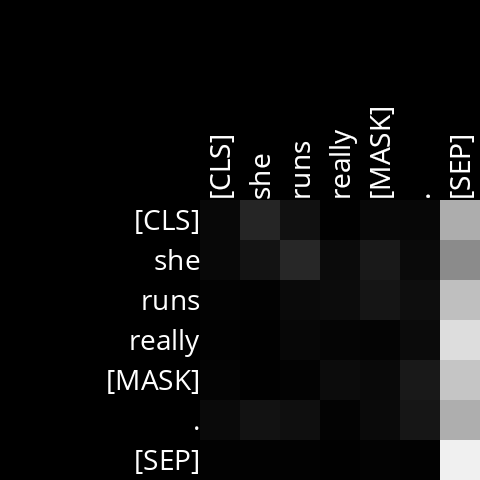 [CLS] she runs really [MASK] . [SEP]
[CLS]
she
runs
really
[MASK]
.
[SEP]